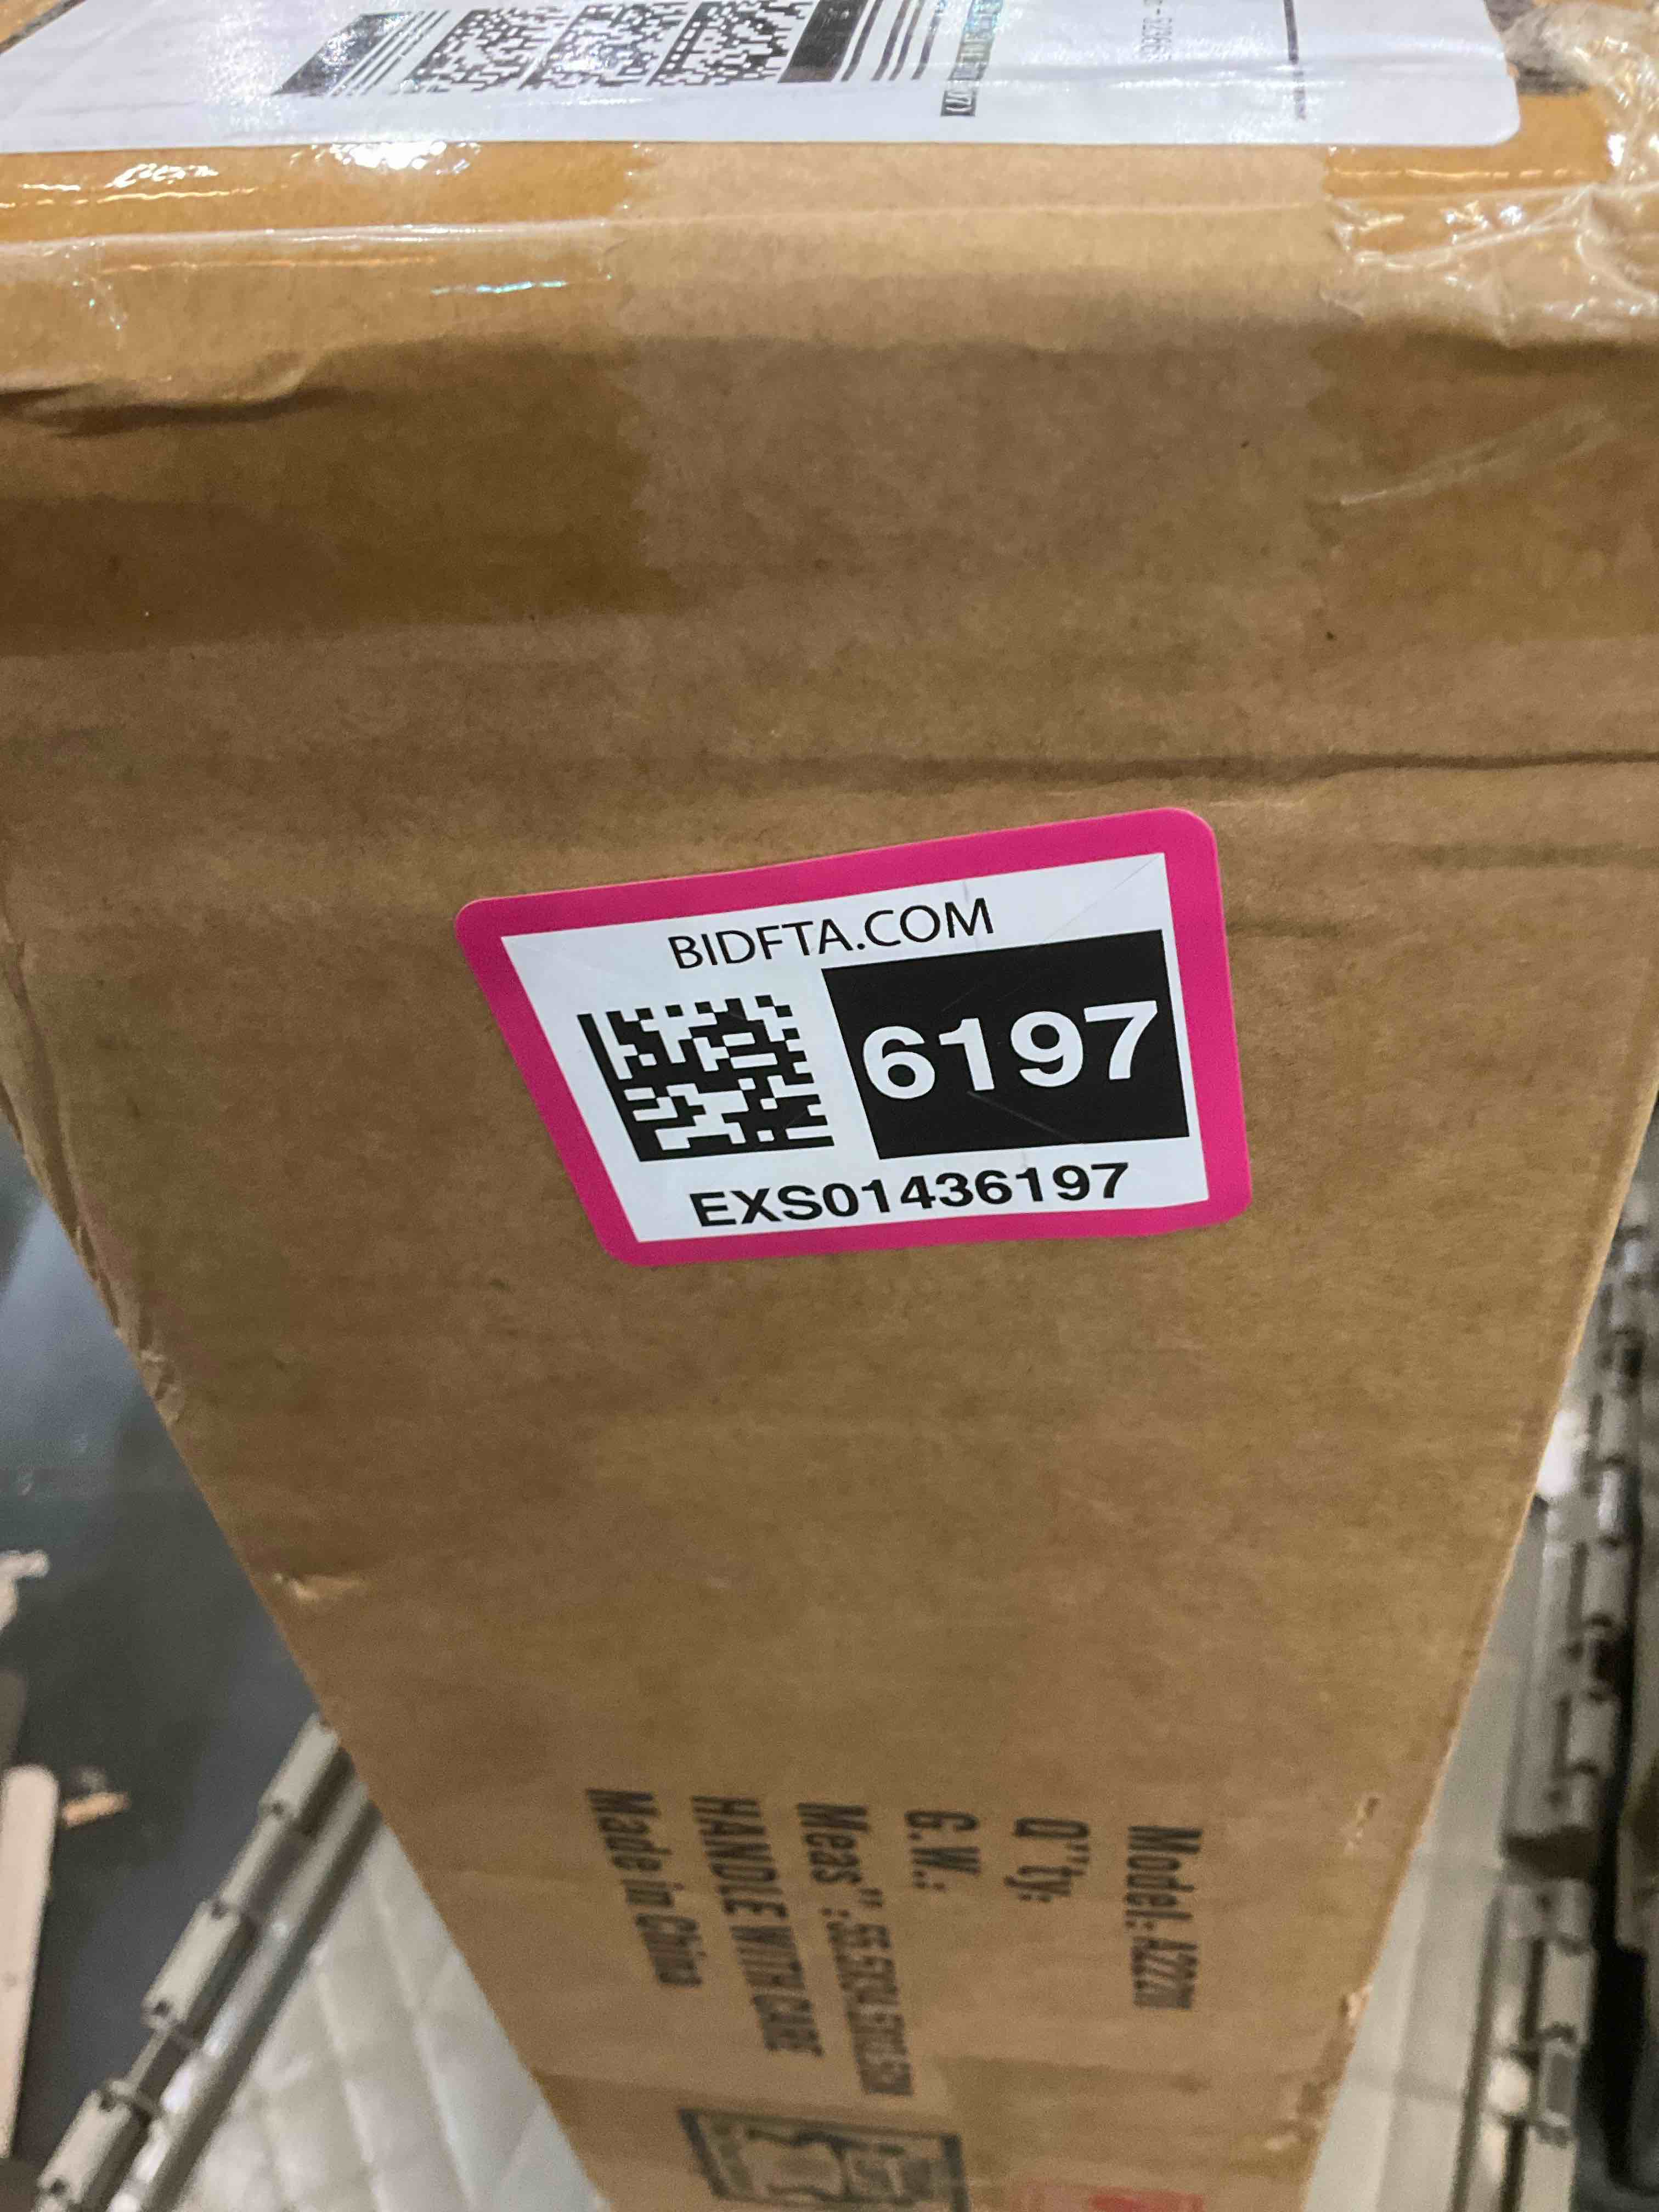 BIDFTA.COM
6197
EXS01436197
Model:
Q'ty:
G.W.:
Meas
HANDLE WITH CARE
Made in China